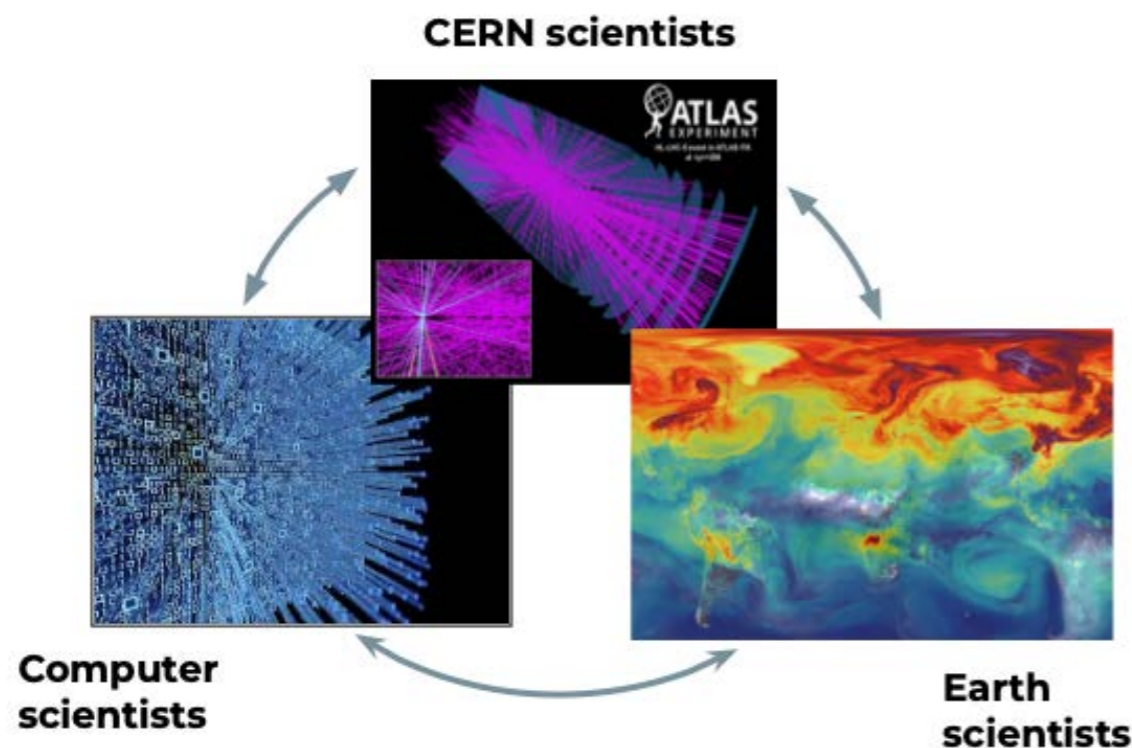 CERN scientists
ATLAS
EXPERIMENT
Computer
scientists
Earth
scientists